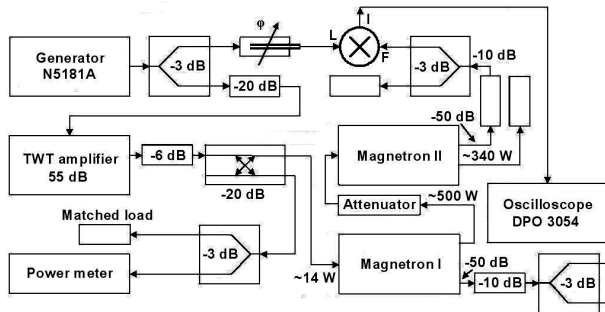 φ
I
L
F
Generator
N5181A
-3 dB
-3 dB
-10 dB
-20 dB
-50 dB
TWT amplifier
55 dB
-6 dB
Magnetron II
~340 W
-20 dB
Attenuator
~500 W
Oscilloscope
DPO 3054
Matched load
-3 dB
Magnetron I
-50 dB
Power meter
~14 W
-10 dB
-3 dB